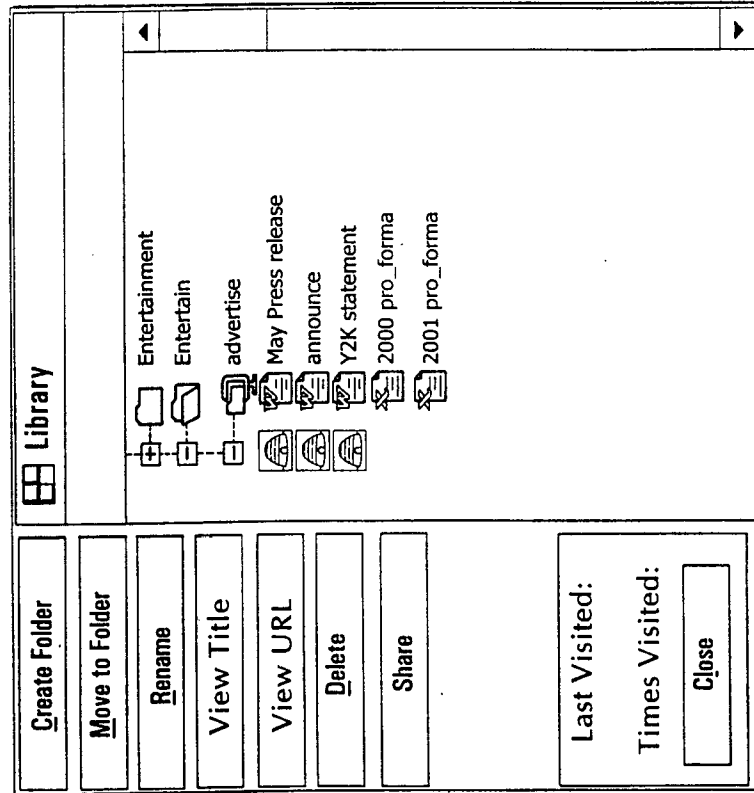 Create Folder
Move to Folder
Rename
View Title
View URL
Delete
Share
Last Visited:
Times Visited:
Close
Library
Entertainment
Entertain
advertise
May Press release
announce
Y2K statement
2000 pro_forma
2001 pro_forma